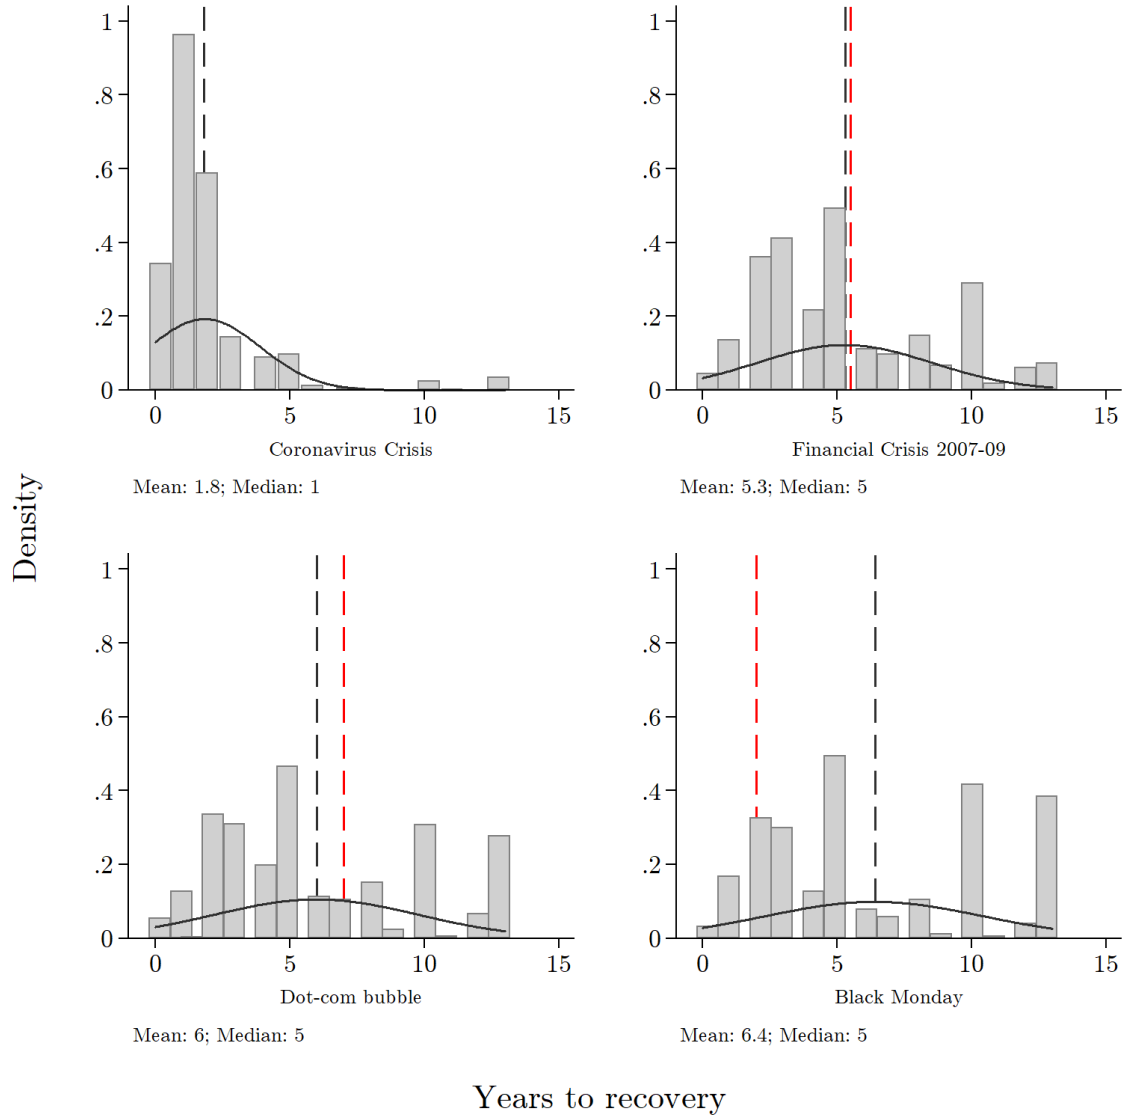 Density
1
.8
.6
.4
.2
0
0 5 10 15
Coronavirus Crisis
Mean: 1.8; Median: 1
1
.8
.6
.4
.2
0
0 5 10 15
Financial Crisis 2007-09
Mean: 5.3; Median: 5
1
.8
.6
.4
.2
0
0 5 10 15
Dot-com bubble
Mean: 6; Median: 5
1
.8
.6
.4
.2
0
0 5 10 15
Black Monday
Mean: 6.4; Median: 5
Years to recovery